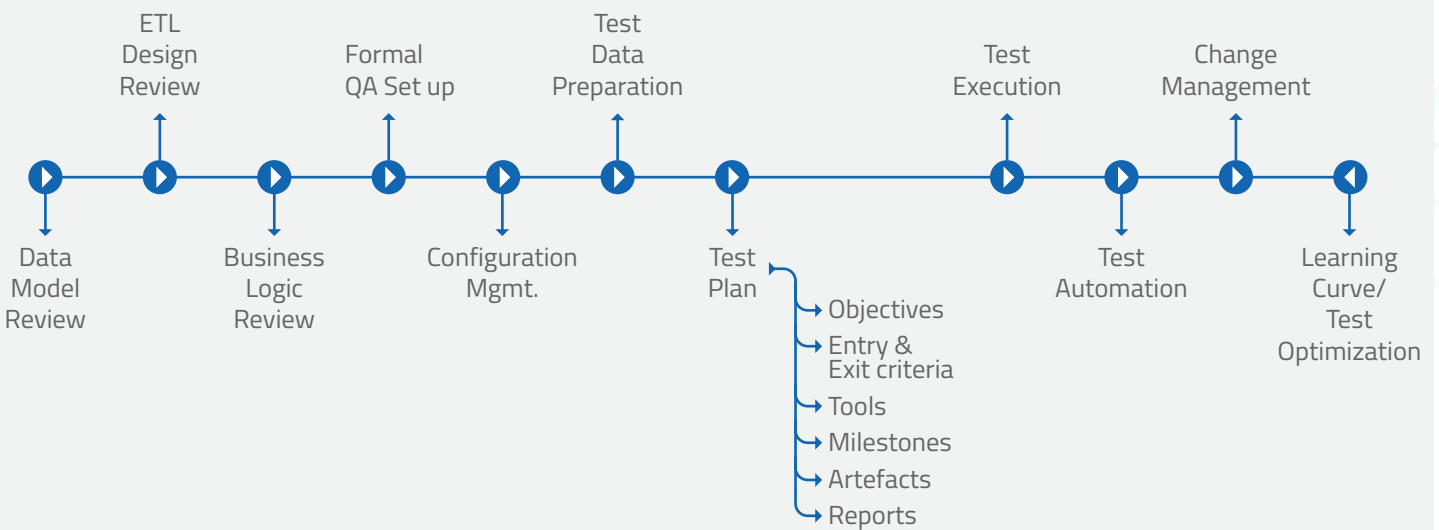 ETL
Design
Review
Formal
QA Set up
Test
Data
Preparation
Test
Execution
Change
Management
Data
Model
Review
Business
Logic
Review
Configuration
Mgmt.
Test
Plan
Objectives
Entry &
Exit criteria
Tools
Milestones
Artefacts
Reports
Test
Automation
Learning
Curve/
Test
Optimization